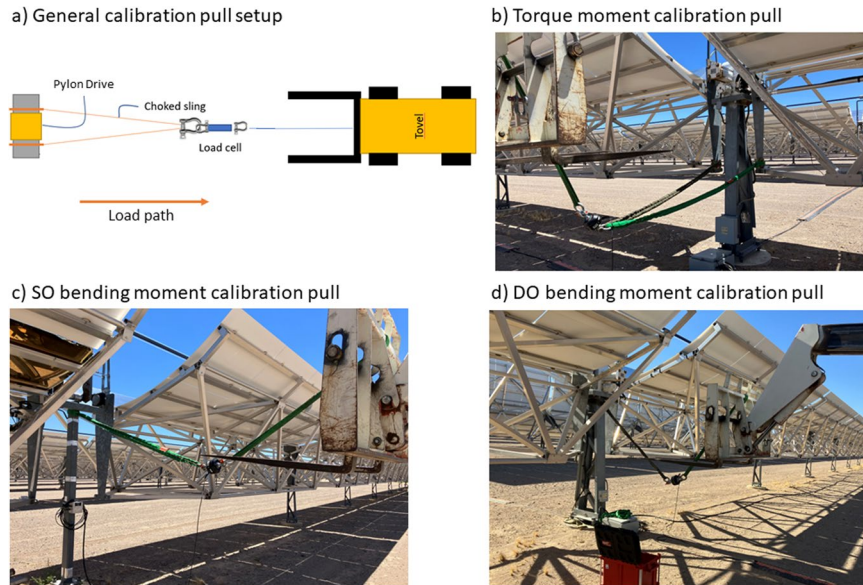 a) General calibration pull setup
b) Torque moment calibration pull
Pylon Drive
Choked sling
Load cell
Tovel
Load path
c) SO bending moment calibration pull
d) DO bending moment calibration pull